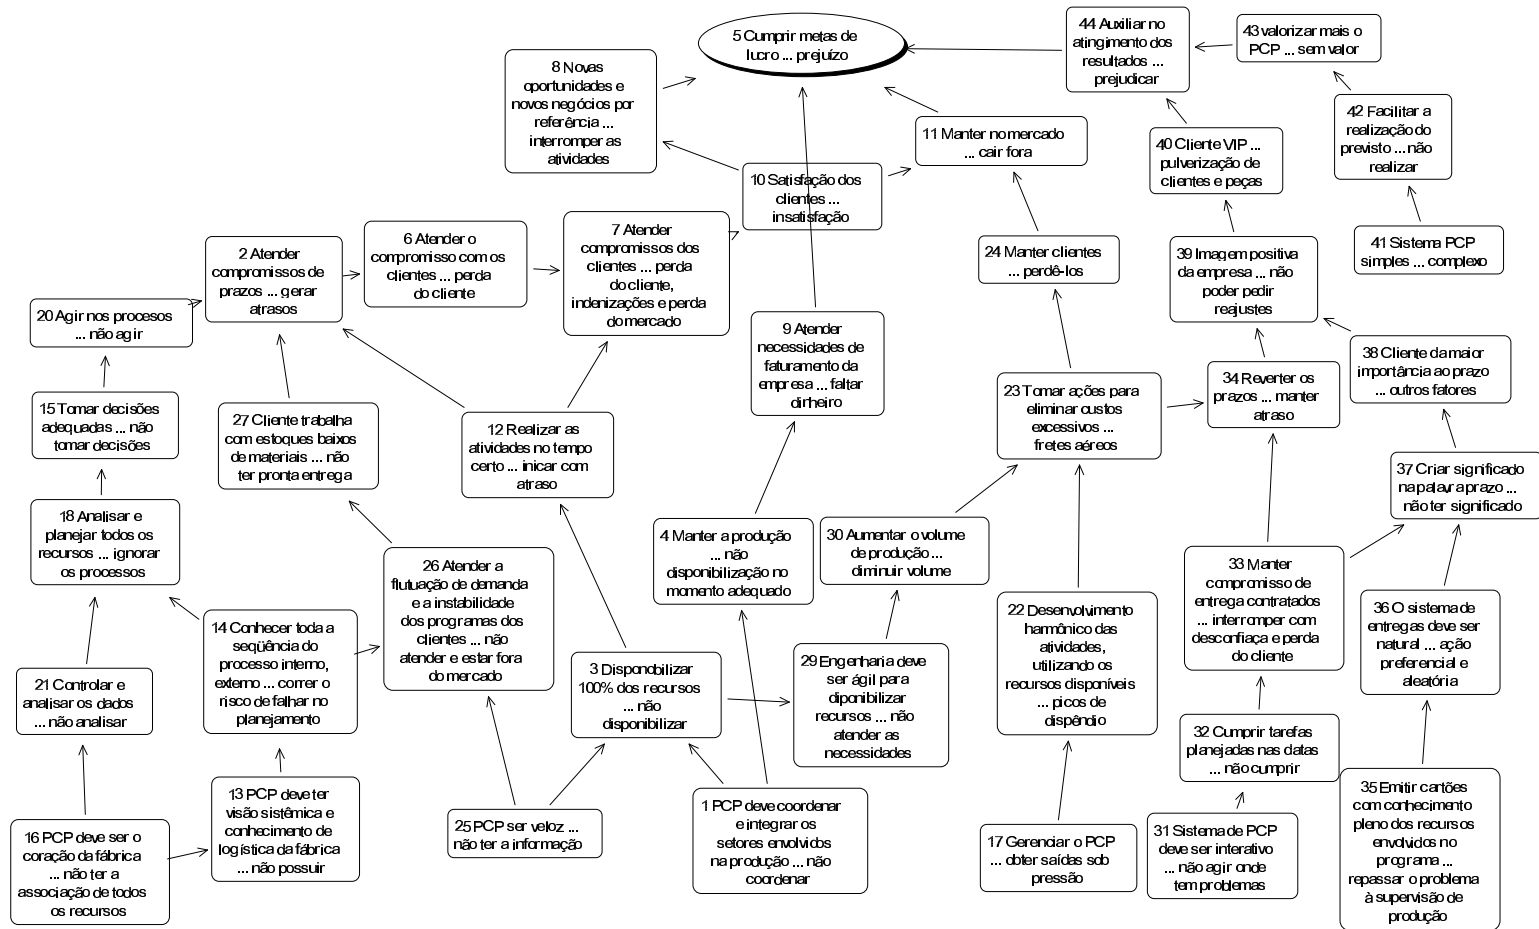 5 Cumprir metas de
lucro ... prejuízo
44 Auxiliar no
atingimento dos
resultados ...
prejudicar
43 valorizar mais o
PCP ... sem valor
8 Novas
oportunidades e
novos negócios por
referência ...
interromper as
atividades
11 Manter no mercado
... cair fora
40 Cliente VIP ...
pulverização de
clientes e peças
42 Facilitar a
realização do
previsto ... não
realizar
10 Satisfação dos
clientes ...
insatisfação
2 Atender
compromissos de
prazos ... gerar
atrasos
6 Atender o
compromisso com os
clientes ... perda
do cliente
7 Atender
compromissos dos
clientes ... perda
do cliente,
indenizações e perda
do mercado
24 Manter clientes
... perdê-los
39 Imagem positiva
da empresa ... não
poder pedir
reajustes
41 Sistema PCP
simples ... complexo
20 Agir nos procesos
... não agir
9 Atender
necessidades de
faturamento da
empresa ... faltar
dinheiro
38 Cliente da maior
importância ao prazo
... outros fatores
15 Tomar decisões
adequadas ... não
tomar decisões
27 Cliente trabalha
com estoques baixos
de materiais ... não
ter pronta entrega
12 Realizar as
atividades no tempo
certo ... inicar com
atraso
23 Tomar ações para
eliminar custos
excessivos ...
fretes aéreos
34 Reverter os
prazos ... manter
atraso
37 Criar significado
na palavra prazo ...
não ter significado
18 Analisar e
planejar todos os
recursos ... ignorar
os processos
26 Atender a
flutuação de demanda
e a instabilidade
dos programas dos
clientes ... não
atender e estar fora
do mercado
4 Manter a produção
... não
disponibilização no
momento adequado
30 Aumentar o volume
de produção ...
diminuir volume
33 Manter
compromisso de
entrega contratados
... interromper com
desconfiaça e perda
do cliente
14 Conhecer toda a
seqüência do
processo interno,
externo ... correr o
risco de falhar no
planejamento
22 Desenvolvimento
harmônico das
atividades,
utilizando os
recursos disponíveis
... picos de
dispêndio
36 O sistema de
entregas deve ser
natural ... ação
preferencial e
aleatória
21 Controlar e
analisar os dados
... não analisar
3 Disponobilizar
100% dos recursos
... não
disponibilizar
29 Engenharia deve
ser ágil para
diponibilizar
recursos ... não
atender as
necessidades
32 Cumprir tarefas
planejadas nas datas
... não cumprir
16 PCP deve ser o
coração da fábrica
... não ter a
associação de todos
os recursos
13 PCP deve ter
visão sistêmica e
conhecimento de
logística da fábrica
... não possuir
25 PCP ser veloz ...
não ter a informação
1 PCP deve coordenar
e integrar os
setores envolvidos
na produção ... não
coordenar
17 Gerenciar o PCP
... obter saídas sob
pressão
31 Sistema de PCP
deve ser interativo
... não agir onde
tem problemas
35 Emitir cartões
com conhecimento
pleno dos recursos
envolvidos no
programa ...
repassar o problema
à supervisão de
produção